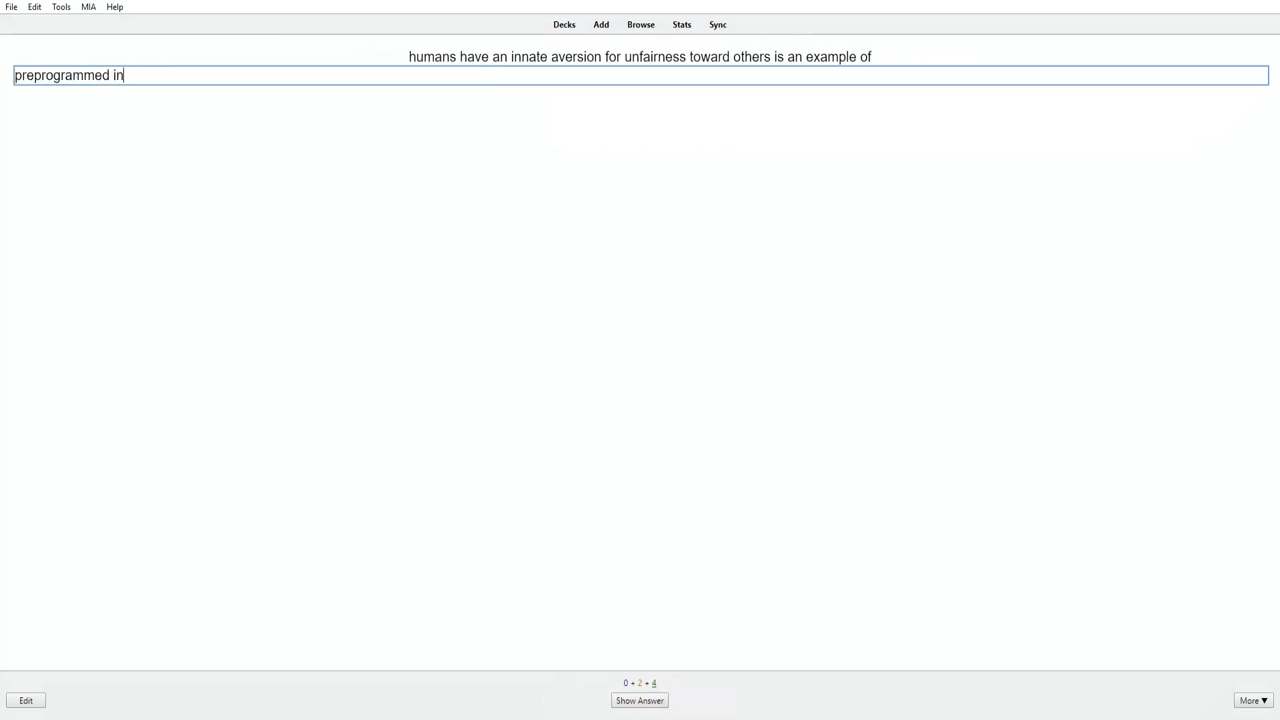 File Edit Tools MIA Help
Decks Add Browse Stats Sync
humans have an innate aversion for unfairness toward others is an example of
preprogrammed in
0 + 2 + 4
Edit Show Answer More ▼